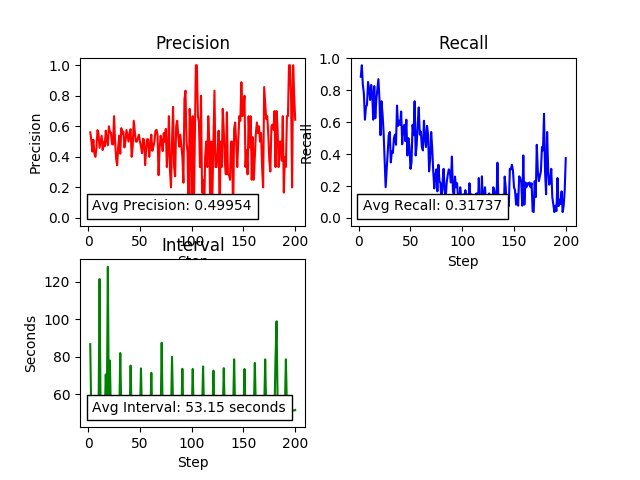 Precision
1.0
0.8
0.6
0.4
0.2
0.0
Precision
Avg Precision: 0.49954
0 50 100 150 200
Step
Recall
1.0
0.8
0.6
0.4
0.2
0.0
Recall
Avg Recall: 0.31737
0 50 100 150 200
Step
Interval
120
100
80
60
Seconds
Avg Interval: 53.15 seconds
0 50 100 150 200
Step